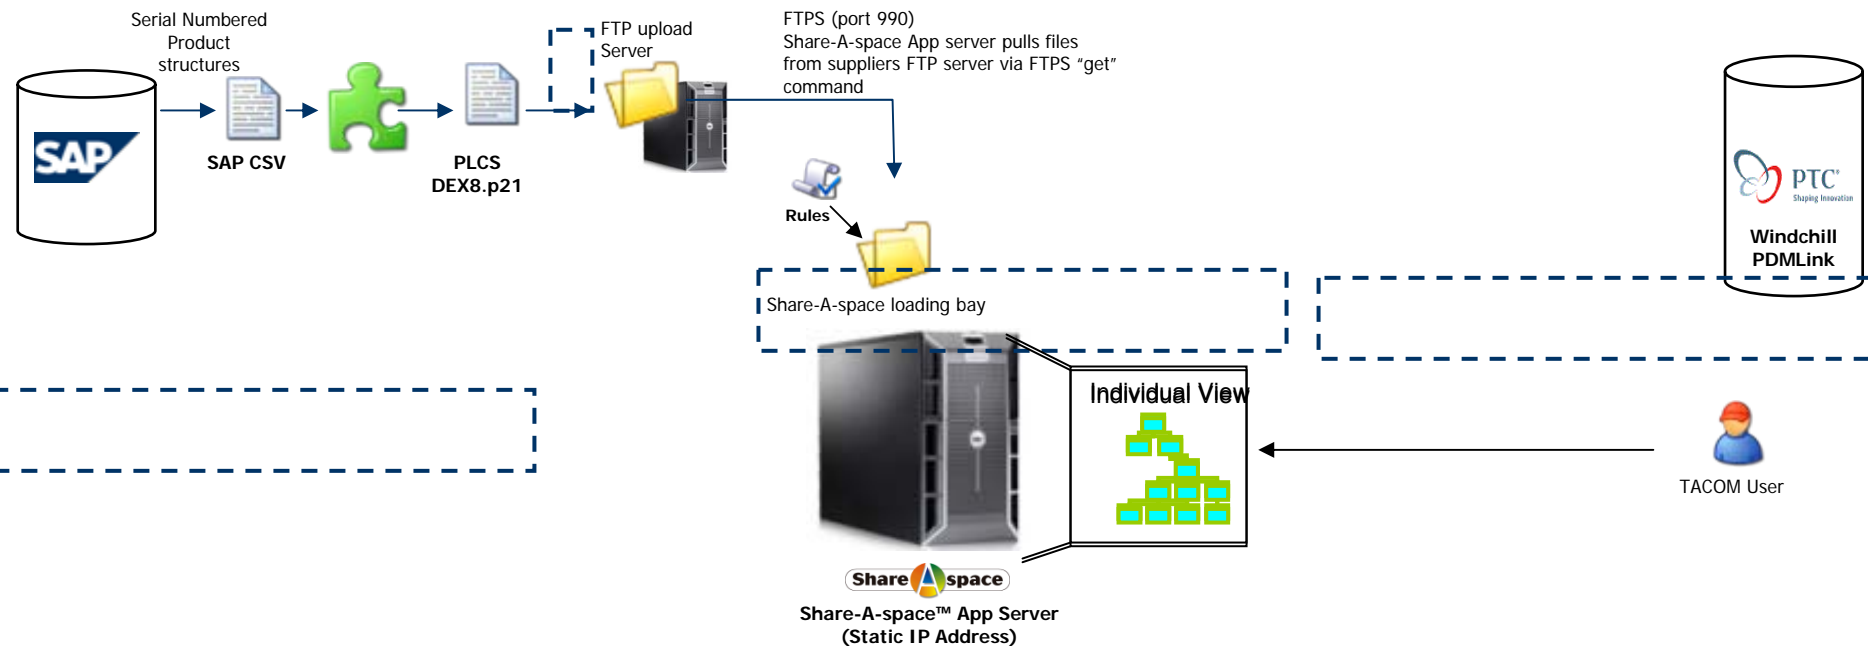 Serial Numbered
Product
structures
SAP
SAP CSV
PLCS
DEX8.p21
FTP upload
Server
FTPS (port 990)
Share-A-space App server pulls files
from suppliers FTP server via FTPS “get”
command
Rules
Share-A-space loading bay
Individual View
Share A space
Share-A-space™ App Server
(Static IP Address)
PTC®
Shaping Innovation
Windchill
PDMLink
TACOM User